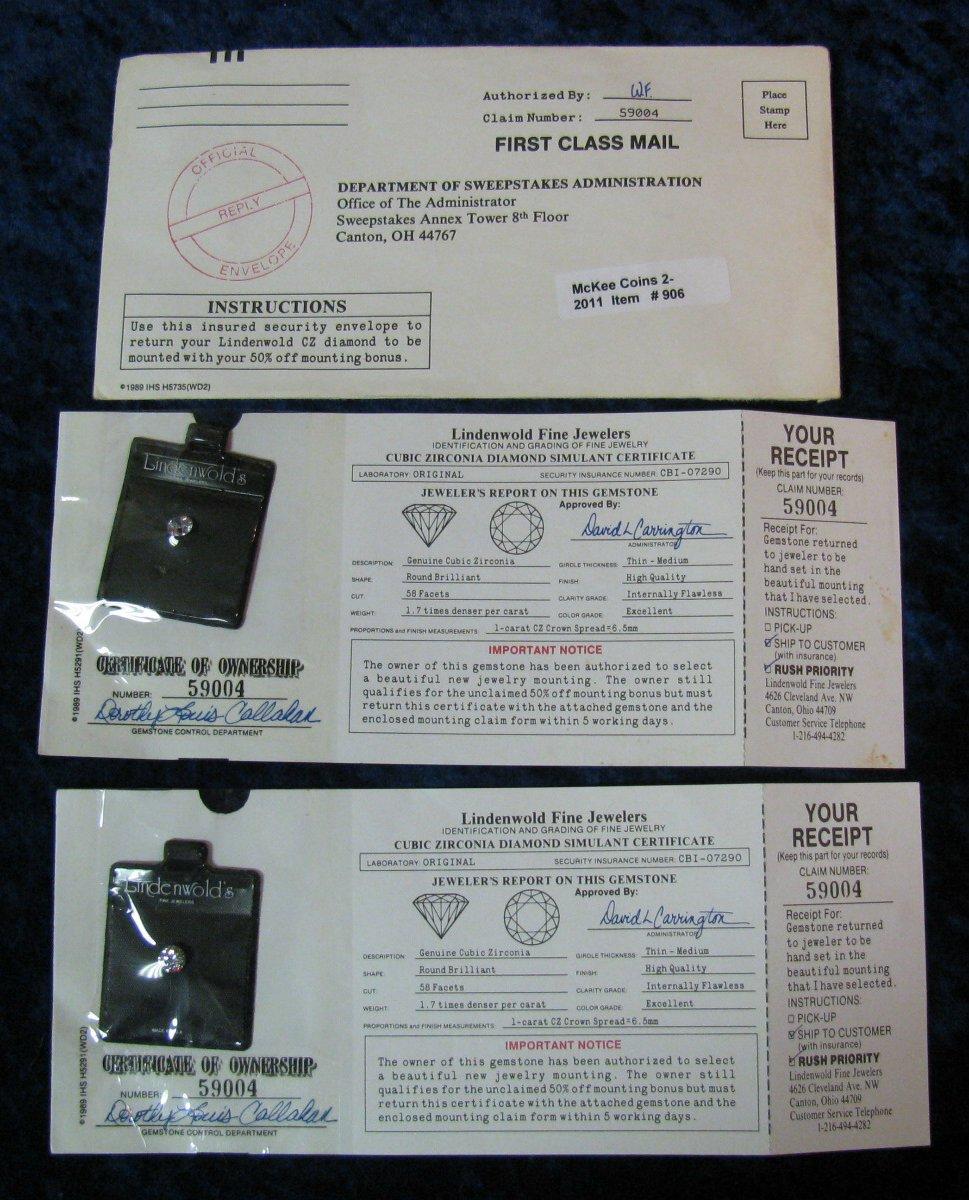 Authorized By: W.F.
Claim Number: 59004
Place
Stamp
Here
FIRST CLASS MAIL
OFFICIAL
REPLY
ENVELOPE
DEPARTMENT OF SWEEPSTAKES ADMINISTRATION
Office of The Administrator
Sweepstakes Annex Tower 8th Floor
Canton, OH 44767
McKee Coins 2-
2011 Item # 906
INSTRUCTIONS
Use this insured security envelope to
return your Lindenwold CZ diamond to
be mounted with your 50% off mounting bonus.
©1989 IHS H5735(WD2)
Lindenwold's
CERTIFICATE OF OWNERSHIP
NUMBER: 59004
Dorothy Louis Callahan
GEMSTONE CONTROL DEPARTMENT
©1989 IHS H5291(WD2)
Lindenwold Fine Jewelers
IDENTIFICATION AND GRADING OF FINE JEWELRY
CUBIC ZIRCONIA DIAMOND SIMULANT CERTIFICATE
LABORATORY: ORIGINAL SECURITY INSURANCE NUMBER: CBI-07290
JEWELER'S REPORT ON THIS GEMSTONE
Approved By:
David L Carrington
ADMINISTRATOR
DESCRIPTION: Genuine Cubic Zirconia GIRDLE THICKNESS: Thin - Medium
SHAPE: Round Brilliant FINISH: High Quality
CUT: 58 Facets CLARITY GRADE: Internally Flawless
WEIGHT: 1.7 times denser per carat COLOR GRADE: Excellent
PROPORTIONS and FINISH MEASUREMENTS: 1-carat CZ Crown Spread=6.5mm
IMPORTANT NOTICE
The owner of this gemstone has been authorized to select
a beautiful new jewelry mounting. The owner still
qualifies for the unclaimed 50% off mounting bonus but must
return this certificate with the attached gemstone and the
enclosed mounting claim form within 5 working days.
YOUR
RECEIPT
(Keep this part for your records)
CLAIM NUMBER:
59004
Receipt For:
Gemstone returned
to jeweler to be
hand set in the
beautiful mounting
that I have selected.
INSTRUCTIONS:
PICK-UP
SHIP TO CUSTOMER
(with insurance)
RUSH PRIORITY
Lindenwold Fine Jewelers
4626 Cleveland Ave. NW
Canton, Ohio 44709
Customer Service Telephone
1-216-494-4282
Lindenwold's
FINE JEWELERS
CERTIFICATE OF OWNERSHIP
NUMBER: 59004
Dorothy Louis Callahan
GEMSTONE CONTROL DEPARTMENT
©1989 IHS H5291(WD2)
Lindenwold Fine Jewelers
IDENTIFICATION AND GRADING OF FINE JEWELRY
CUBIC ZIRCONIA DIAMOND SIMULANT CERTIFICATE
LABORATORY: ORIGINAL SECURITY INSURANCE NUMBER: CBI-07290
JEWELER'S REPORT ON THIS GEMSTONE
Approved By:
David L Carrington
ADMINISTRATOR
DESCRIPTION: Genuine Cubic Zirconia GIRDLE THICKNESS: Thin - Medium
SHAPE: Round Brilliant FINISH: High Quality
CUT: 58 Facets CLARITY GRADE: Internally Flawless
WEIGHT: 1.7 times denser per carat COLOR GRADE: Excellent
PROPORTIONS and FINISH MEASUREMENTS: 1-carat CZ Crown Spread=6.5mm
IMPORTANT NOTICE
The owner of this gemstone has been authorized to select
a beautiful new jewelry mounting. The owner still
qualifies for the unclaimed 50% off mounting bonus but must
return this certificate with the attached gemstone and the
enclosed mounting claim form within 5 working days.
YOUR
RECEIPT
(Keep this part for your records)
CLAIM NUMBER:
59004
Receipt For:
Gemstone returned
to jeweler to be
hand set in the
beautiful mounting
that I have selected.
INSTRUCTIONS:
PICK-UP
SHIP TO CUSTOMER
(with insurance)
RUSH PRIORITY
Lindenwold Fine Jewelers
4626 Cleveland Ave. NW
Canton, Ohio 44709
Customer Service Telephone
1-216-494-4282